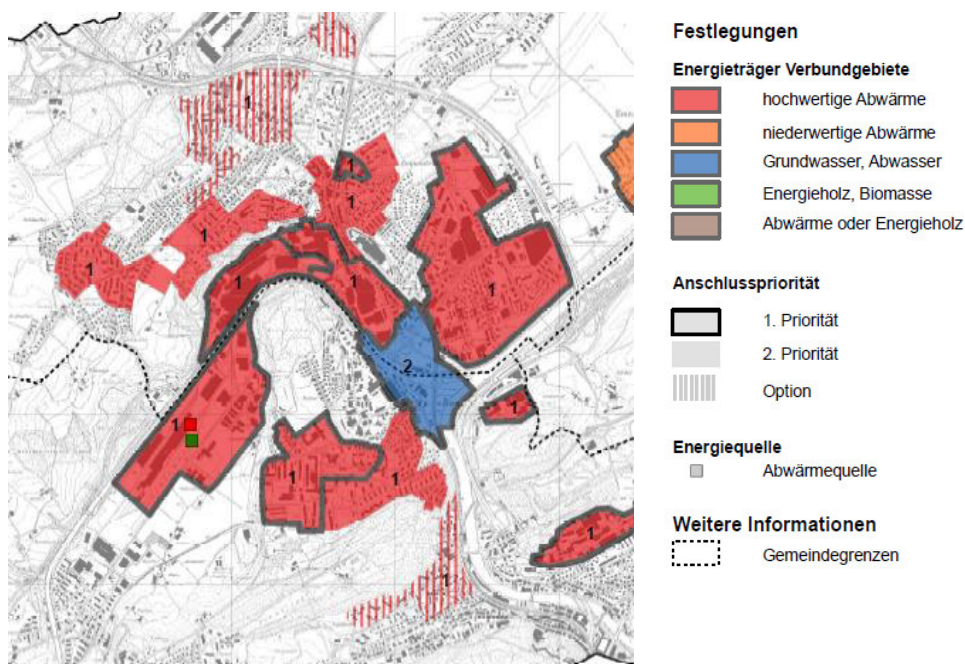 Festlegungen
Energieträger Verbundgebiete
hochwertige Abwärme
niederwertige Abwärme
Grundwasser, Abwasser
Energieholz, Biomasse
Abwärme oder Energieholz
Anschlusspriorität
1. Priorität
2. Priorität
Option
Energiequelle
Abwärmequelle
Weitere Informationen
Gemeindegrenzen
1
1
1
1
1
1
1
1
2
1
1
1
1
1
1